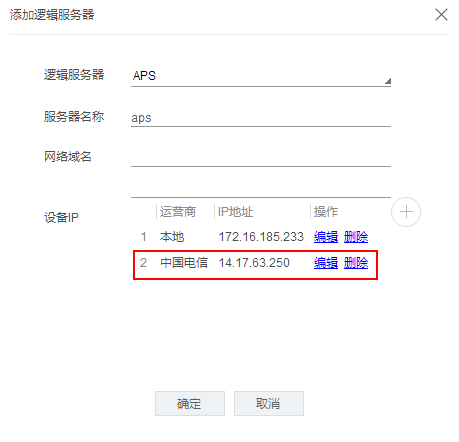 添加逻辑服务器
逻辑服务器 APS
服务器名称 aps
网络域名
设备IP
运营商 IP地址 操作
1 本地 172.16.185.233 编辑 删除
2 中国电信 14.17.63.250 编辑 删除
确定 取消